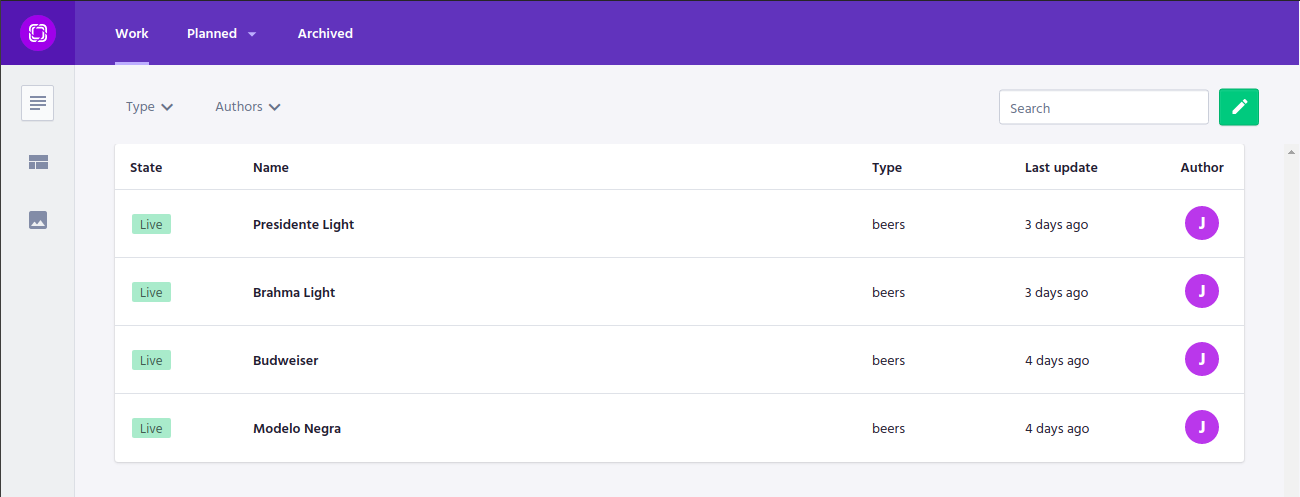 Work Planned Archived
Type Authors Search
State Name Type Last update Author
Live Presidente Light beers 3 days ago J
Live Brahma Light beers 3 days ago J
Live Budweiser beers 4 days ago J
Live Modelo Negra beers 4 days ago J